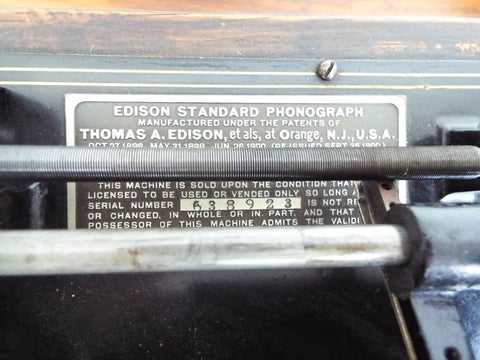 EDISON STANDARD PHONOGRAPH
MANUFACTURED UNDER THE PATENTS OF
THOMAS A. EDISON, et als, at Orange, N.J., U.S.A.
OCT 27, 1898, MAY 31, 1898, JUN 26, 1900, (RE-ISSUED SEPT 25, 1900)
THIS MACHINE IS SOLD UPON THE CONDITION THAT
LICENSED TO BE USED OR VENDED ONLY SO LONG A
SERIAL NUMBER 638923 IS NOT RE
OR CHANGED, IN WHOLE OR IN PART, AND THAT
POSSESSOR OF THIS MACHINE ADMITS THE VALIDI